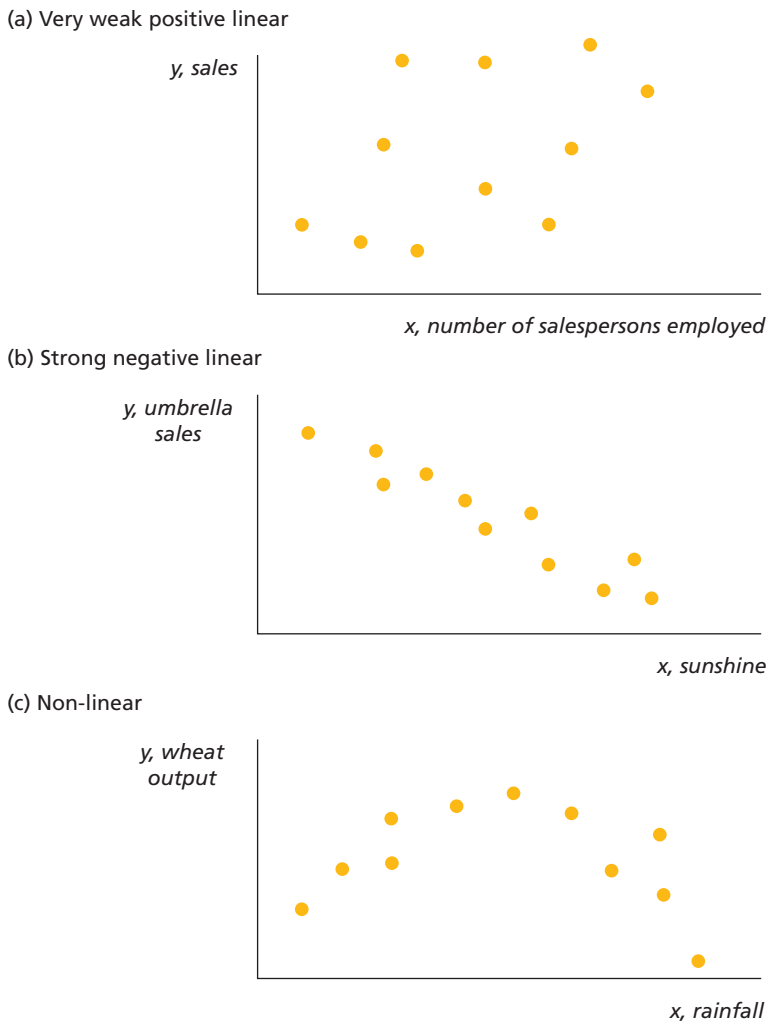 (a) Very weak positive linear
y, sales
x, number of salespersons employed
(b) Strong negative linear
y, umbrella
sales
x, sunshine
(c) Non-linear
y, wheat
output
x, rainfall